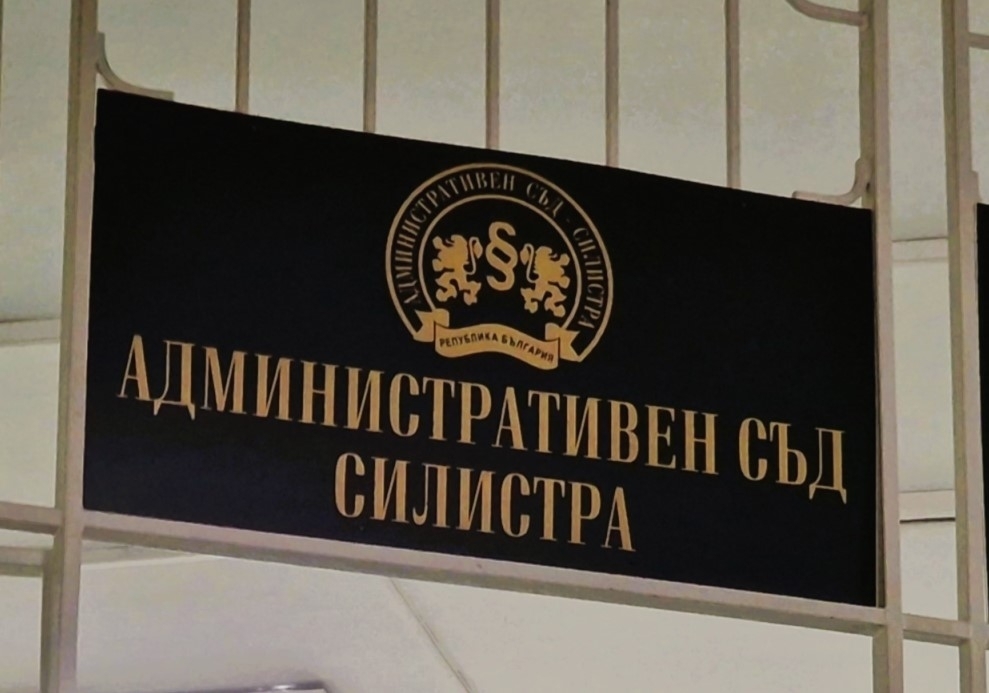 АДМИНИСТРАТИВЕН СЪД - СИЛИСТРА
§
РЕПУБЛИКА БЪЛГАРИЯ
АДМИНИСТРАТИВЕН СЪД
СИЛИСТРА